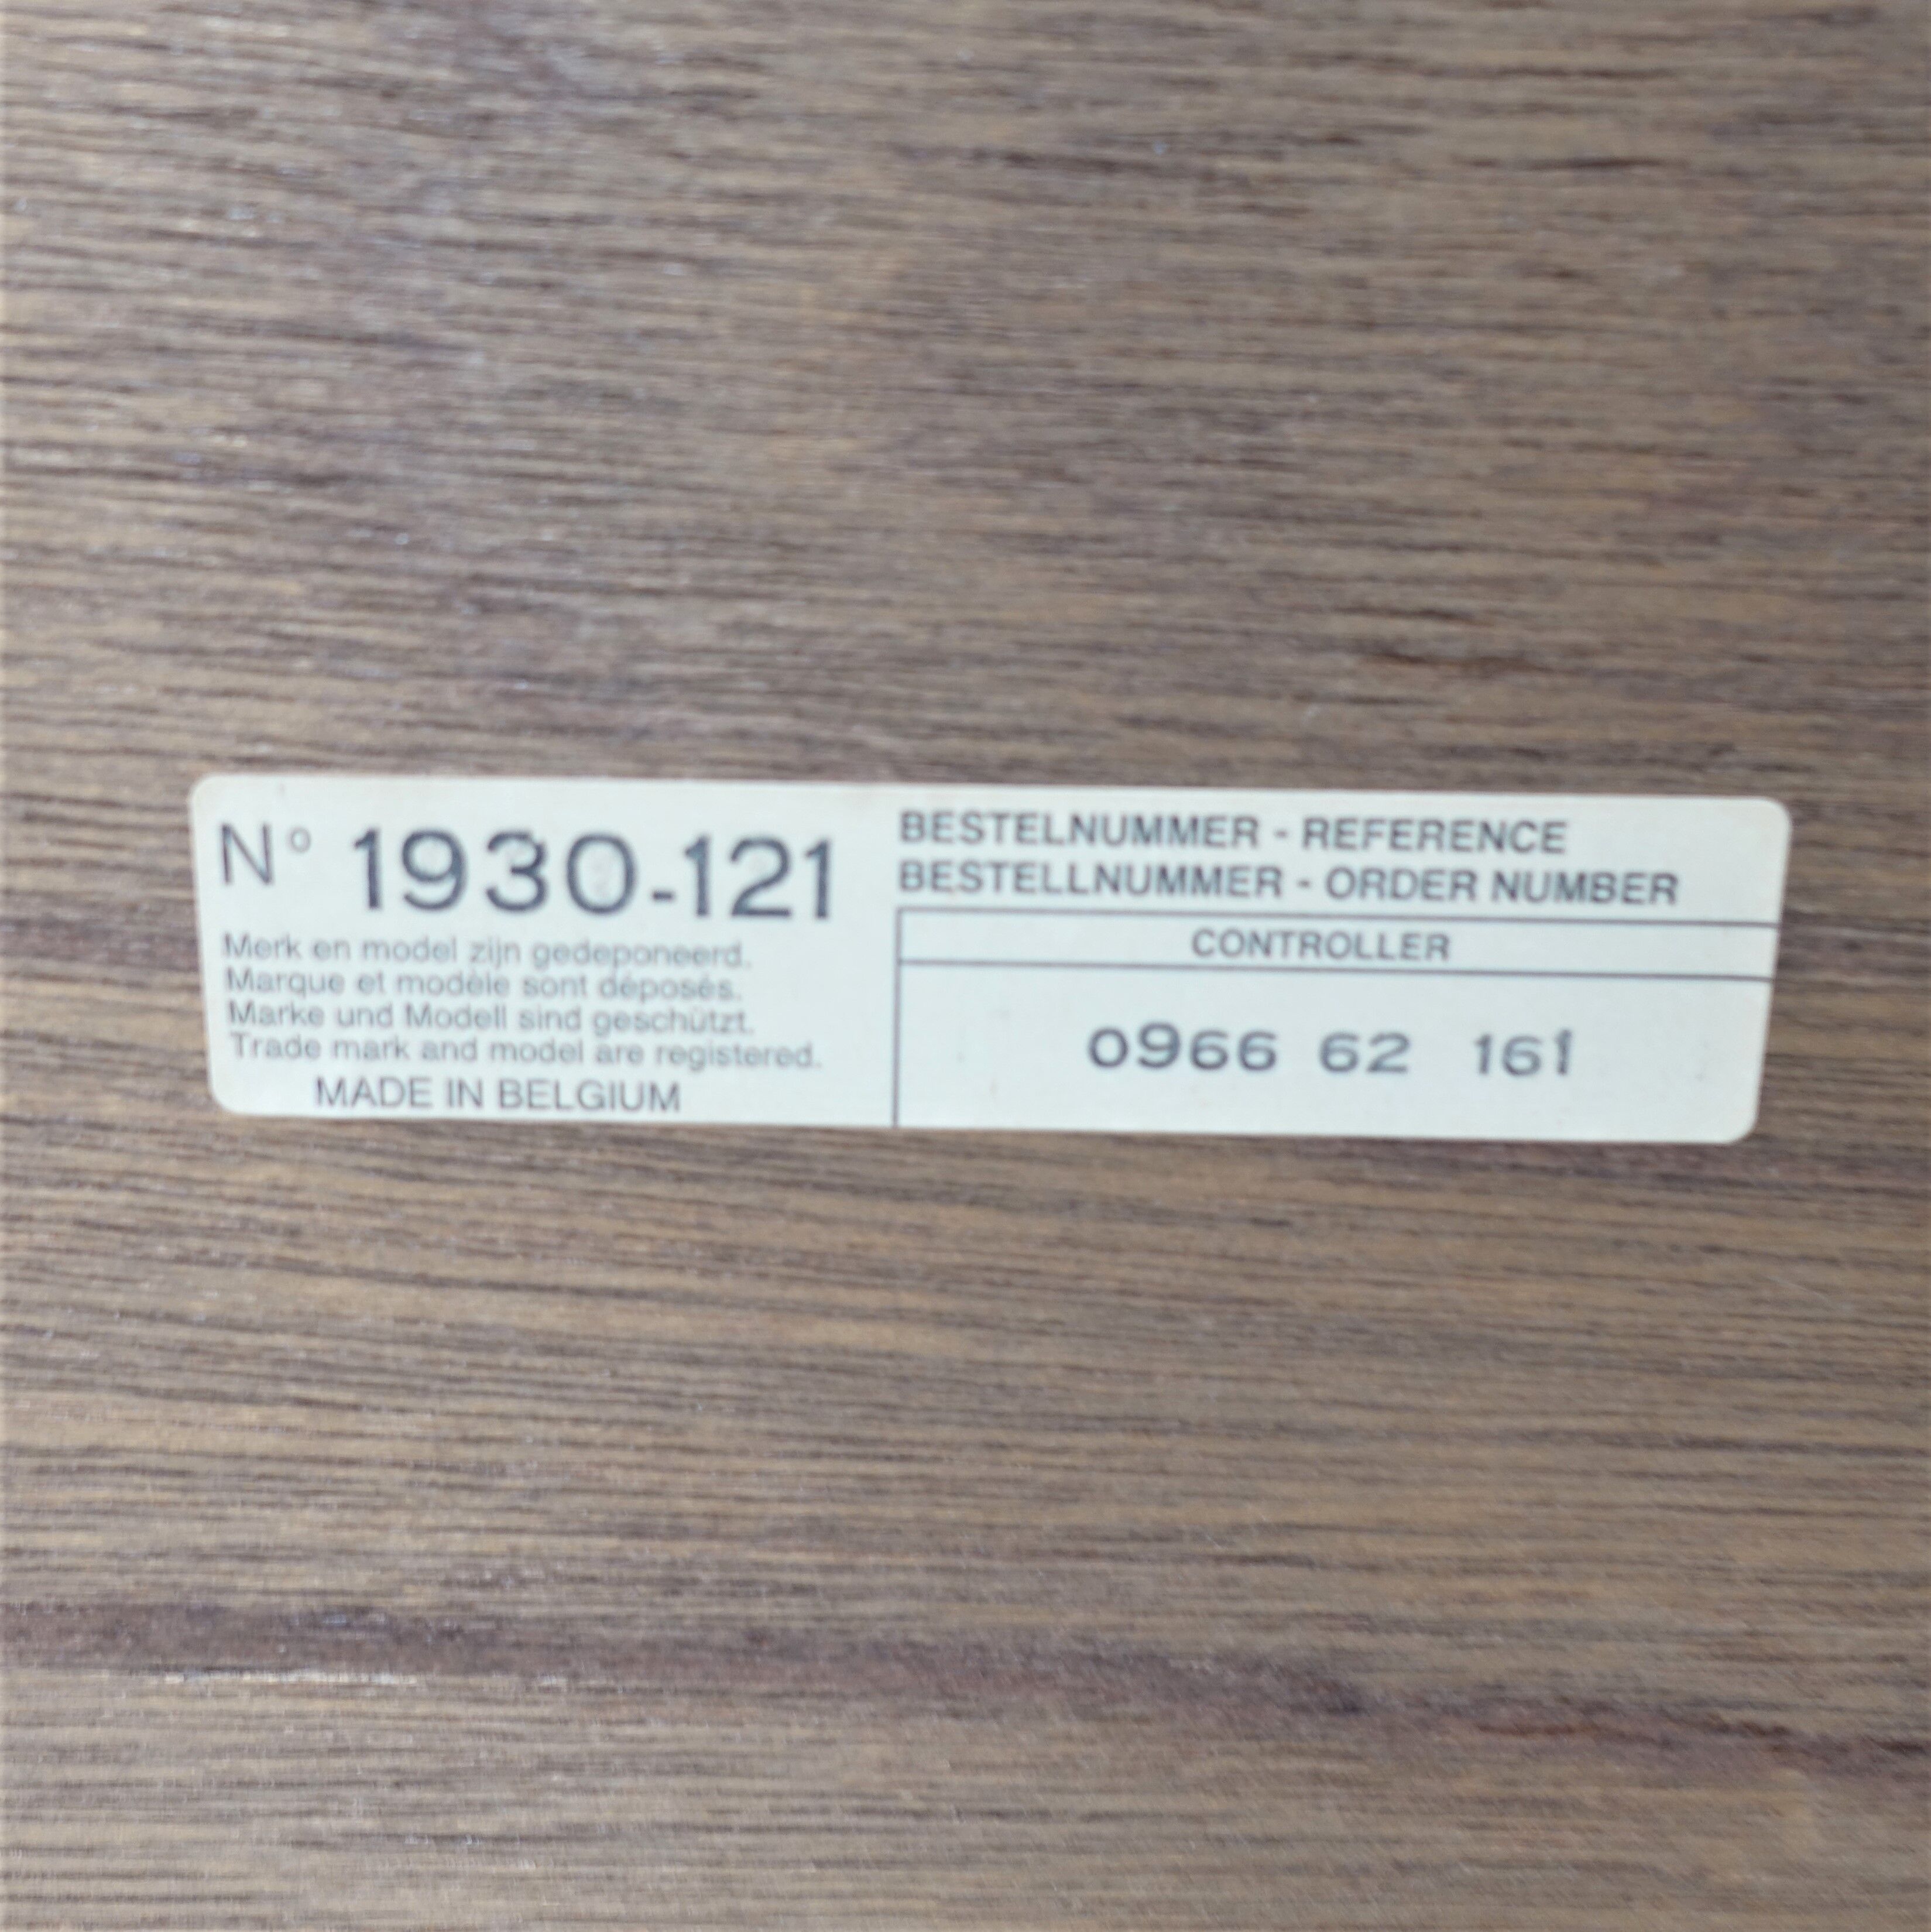 N° 1930-121
Merk en model zijn gedeponeerd.
Marque et modèle sont déposés.
Marke und Modell sind geschützt.
Trade mark and model are registered.
MADE IN BELGIUM
BESTELNUMMER - REFERENCE
BESTELLNUMMER - ORDER NUMBER
CONTROLLER
0966 62 161